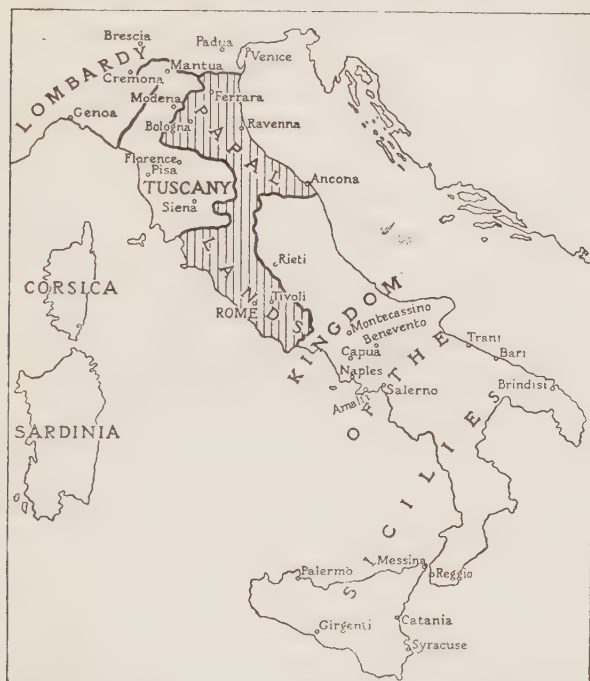 Brescia
Padua
Venice
LOMBARDY
Mantua
Cremona
Modena
Ferrara
Genoa
Bologna
Ravenna
PAPAL
Florence
Pisa
Ancona
TUSCANY
Siena
LANDS
Rieti
CORSICA
Tivoli
ROME
KINGDOM
Montecassino
Benevento
OF THE
Trani
Capua
Bari
Naples
Brindisi
Amalfi
Salerno
SARDINIA
SICILIES
Messina
Palermo
Reggio
Girgenti
Catania
Syracuse